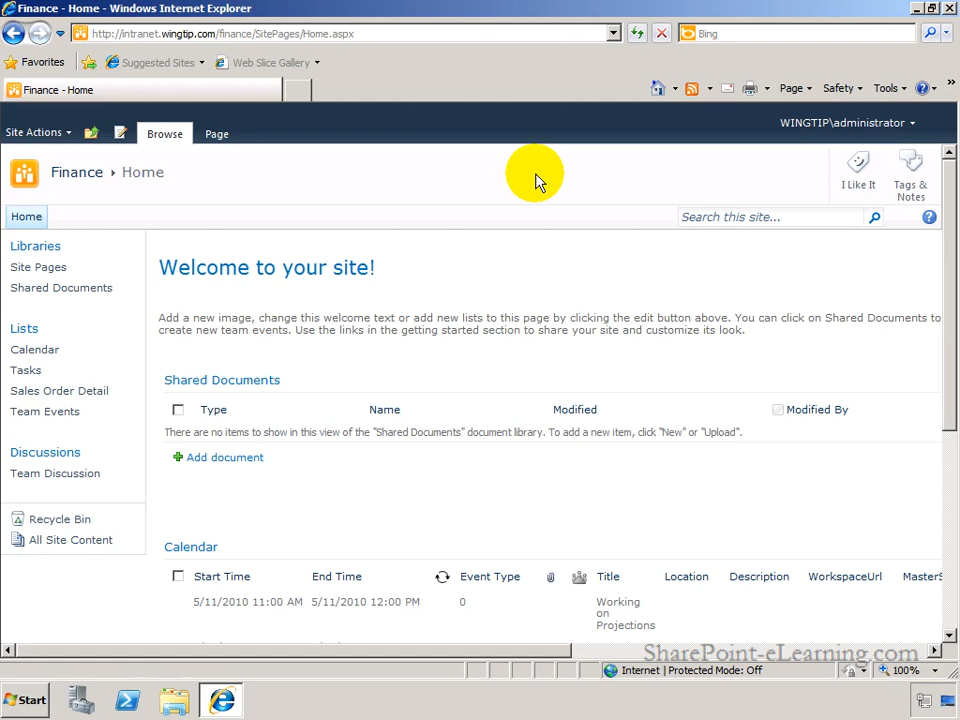 Finance - Home - Windows Internet Explorer
http://intranet.wingtip.com/finance/SitePages/Home.aspx
Bing
Favorites
Suggested Sites
Web Slice Gallery
Finance - Home
Page
Safety
Tools
»
Site Actions
Browse
Page
WINGTIP\administrator
Finance
Home
I Like It
Tags &
Notes
Home
Search this site...
Libraries
Site Pages
Shared Documents
Lists
Calendar
Tasks
Sales Order Detail
Team Events
Discussions
Team Discussion
Recycle Bin
All Site Content
Welcome to your site!
Add a new image, change this welcome text or add new lists to this page by clicking the edit button above. You can click on Shared Documents to
create new team events. Use the links in the getting started section to share your site and customize its look.
Shared Documents
Type Name Modified Modified By
There are no items to show in this view of the "Shared Documents" document library. To add a new item, click "New" or "Upload".
Add document
Calendar
Start Time End Time Event Type Title Location Description WorkspaceUrl MasterS
5/11/2010 11:00 AM 5/11/2010 12:00 PM 0 Working
on
Projections
SharePoint-eLearning.com
Internet | Protected Mode: Off
100%
Start